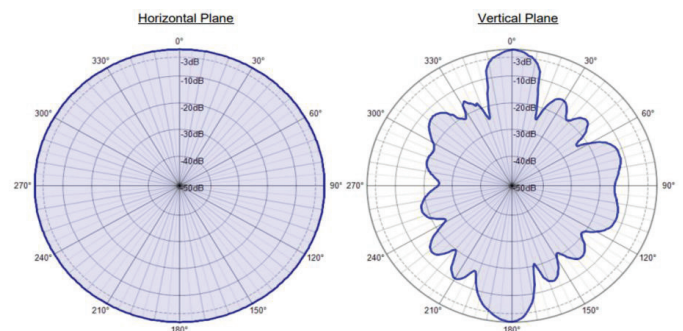 Horizontal Plane
0°
330° 30°
-3dB
-10dB
300° 60°
-20dB
-30dB
-40dB
270° -50dB 90°
240° 120°
210° 150°
180°
Vertical Plane
0°
330° 30°
-3dB
-10dB
300° 60°
-20dB
-30dB
-40dB
270° -50dB 90°
240° 120°
210° 150°
180°